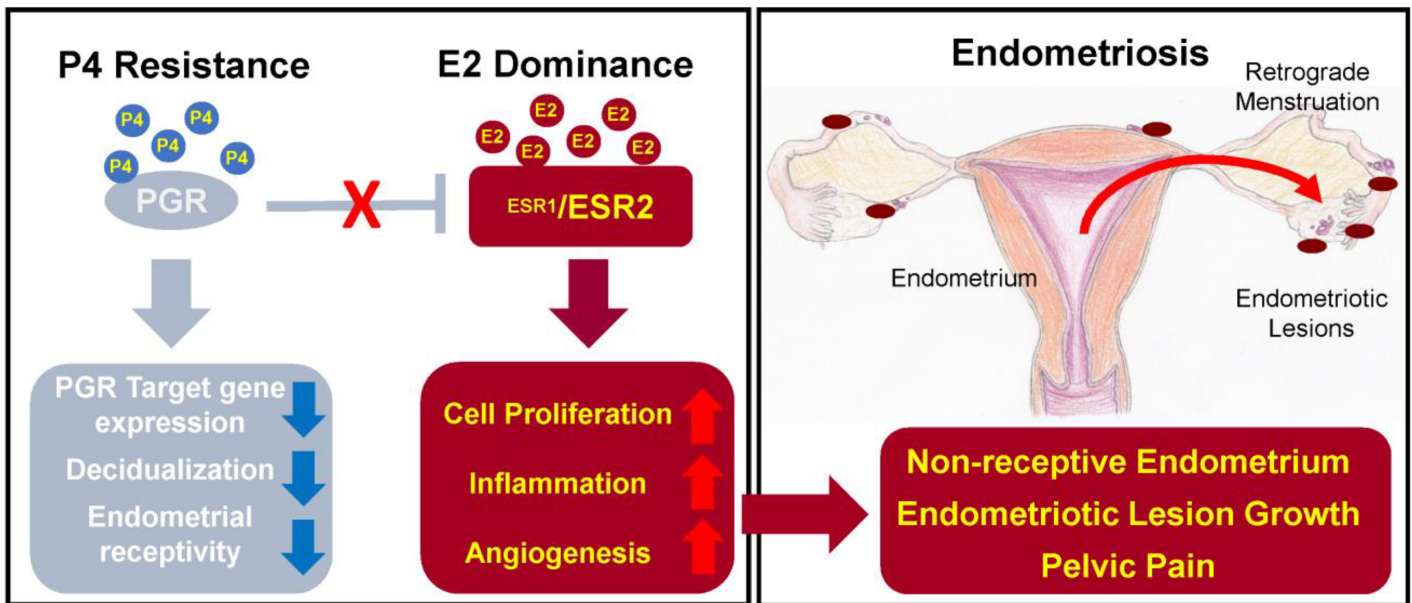 P4 Resistance
P4
P4
P4
P4
P4
PGR
X
PGR Target gene
expression
Decidualization
Endometrial
receptivity
E2 Dominance
E2
E2
E2
E2
E2
E2
ESR1/ESR2
Cell Proliferation
Inflammation
Angiogenesis
Endometriosis
Retrograde
Menstruation
Endometrium
Endometriotic
Lesions
Non-receptive Endometrium
Endometriotic Lesion Growth
Pelvic Pain